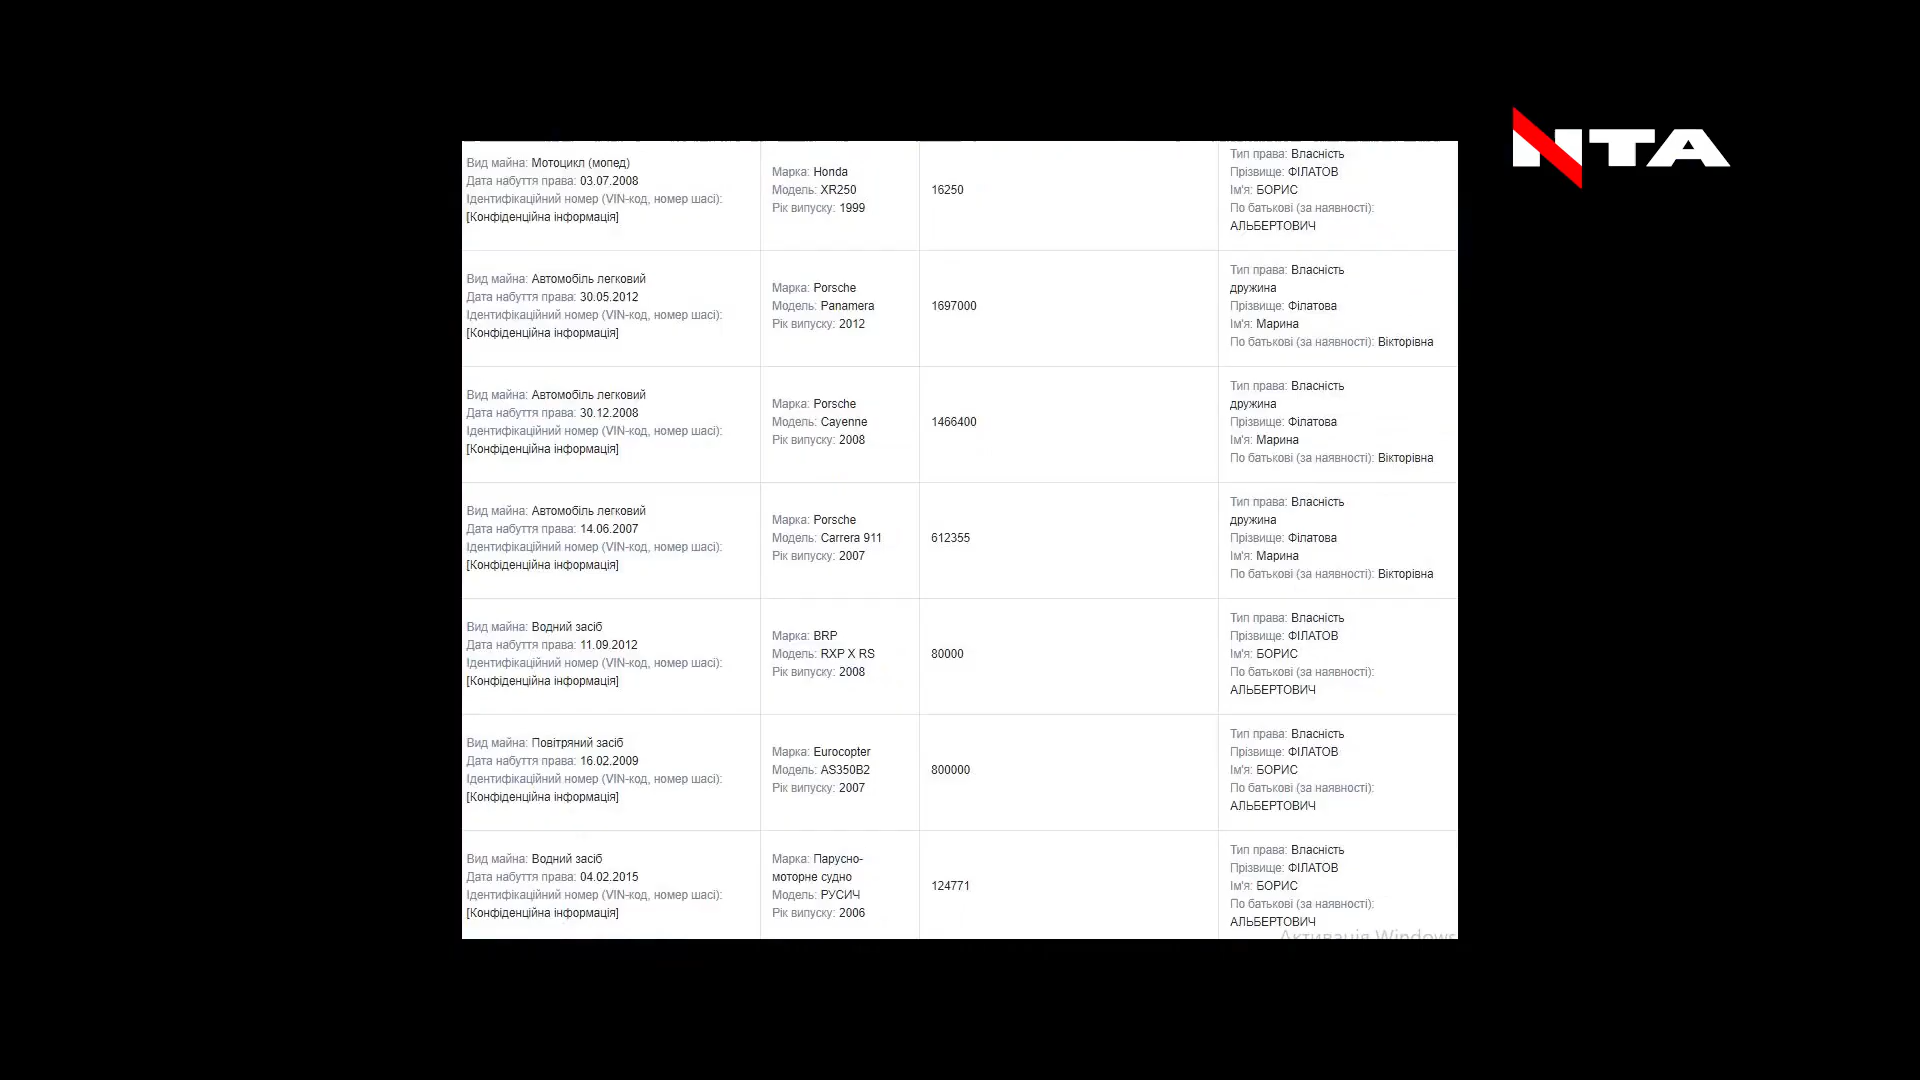 NTA
Вид майна: Мотоцикл (мопед)
Дата набуття права: 03.07.2008
Ідентифікаційний номер (VIN-код, номер шасі):
[Конфіденційна інформація]
Марка: Honda
Модель: XR250
Рік випуску: 1999
16250
Тип права: Власність
Прізвище: ФІЛАТОВ
Ім'я: БОРИС
По батькові (за наявності):
АЛЬБЕРТОВИЧ
Вид майна: Автомобіль легковий
Дата набуття права: 30.05.2012
Ідентифікаційний номер (VIN-код, номер шасі):
[Конфіденційна інформація]
Марка: Porsche
Модель: Panamera
Рік випуску: 2012
1697000
Тип права: Власність
дружина
Прізвище: Філатова
Ім'я: Марина
По батькові (за наявності): Вікторівна
Вид майна: Автомобіль легковий
Дата набуття права: 30.12.2008
Ідентифікаційний номер (VIN-код, номер шасі):
[Конфіденційна інформація]
Марка: Porsche
Модель: Cayenne
Рік випуску: 2008
1466400
Тип права: Власність
дружина
Прізвище: Філатова
Ім'я: Марина
По батькові (за наявності): Вікторівна
Вид майна: Автомобіль легковий
Дата набуття права: 14.06.2007
Ідентифікаційний номер (VIN-код, номер шасі):
[Конфіденційна інформація]
Марка: Porsche
Модель: Carrera 911
Рік випуску: 2007
612355
Тип права: Власність
дружина
Прізвище: Філатова
Ім'я: Марина
По батькові (за наявності): Вікторівна
Вид майна: Водний засіб
Дата набуття права: 11.09.2012
Ідентифікаційний номер (VIN-код, номер шасі):
[Конфіденційна інформація]
Марка: BRP
Модель: RXP X RS
Рік випуску: 2008
80000
Тип права: Власність
Прізвище: ФІЛАТОВ
Ім'я: БОРИС
По батькові (за наявності):
АЛЬБЕРТОВИЧ
Вид майна: Повітряний засіб
Дата набуття права: 16.02.2009
Ідентифікаційний номер (VIN-код, номер шасі):
[Конфіденційна інформація]
Марка: Eurocopter
Модель: AS350B2
Рік випуску: 2007
800000
Тип права: Власність
Прізвище: ФІЛАТОВ
Ім'я: БОРИС
По батькові (за наявності):
АЛЬБЕРТОВИЧ
Вид майна: Водний засіб
Дата набуття права: 04.02.2015
Ідентифікаційний номер (VIN-код, номер шасі):
[Конфіденційна інформація]
Марка: Парусно-
моторне судно
Модель: РУСИЧ
Рік випуску: 2006
124771
Тип права: Власність
Прізвище: ФІЛАТОВ
Ім'я: БОРИС
По батькові (за наявності):
АЛЬБЕРТОВИЧ
Активація Windows